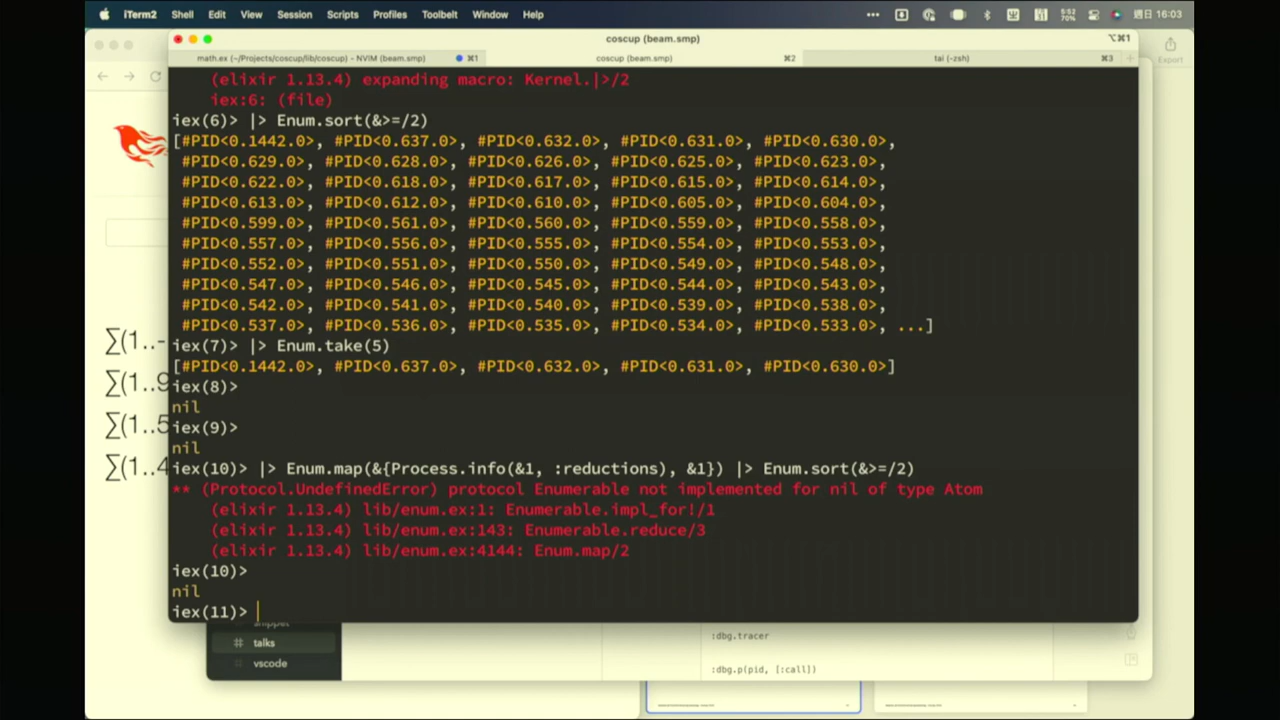 iTerm2 Shell Edit View Session Scripts Profiles Toolbelt Window Help ••• 6:52 70% 週日 16:03
coscup (beam.smp) ⌥⌘1
math.ex (~/Projects/coscup/lib/coscup) - NVIM (beam.smp) ⌘1 coscup (beam.smp) ⌘2 tai (-zsh) ⌘3
Export
(elixir 1.13.4) expanding macro: Kernel.|>/2
iex:6: (file)
iex(6)> |> Enum.sort(&>=/2)
[#PID<0.1442.0>, #PID<0.637.0>, #PID<0.632.0>, #PID<0.631.0>, #PID<0.630.0>,
#PID<0.629.0>, #PID<0.628.0>, #PID<0.626.0>, #PID<0.625.0>, #PID<0.623.0>,
#PID<0.622.0>, #PID<0.618.0>, #PID<0.617.0>, #PID<0.615.0>, #PID<0.614.0>,
#PID<0.613.0>, #PID<0.612.0>, #PID<0.610.0>, #PID<0.605.0>, #PID<0.604.0>,
#PID<0.599.0>, #PID<0.561.0>, #PID<0.560.0>, #PID<0.559.0>, #PID<0.558.0>,
#PID<0.557.0>, #PID<0.556.0>, #PID<0.555.0>, #PID<0.554.0>, #PID<0.553.0>,
#PID<0.552.0>, #PID<0.551.0>, #PID<0.550.0>, #PID<0.549.0>, #PID<0.548.0>,
#PID<0.547.0>, #PID<0.546.0>, #PID<0.545.0>, #PID<0.544.0>, #PID<0.543.0>,
#PID<0.542.0>, #PID<0.541.0>, #PID<0.540.0>, #PID<0.539.0>, #PID<0.538.0>,
#PID<0.537.0>, #PID<0.536.0>, #PID<0.535.0>, #PID<0.534.0>, #PID<0.533.0>, ...]
iex(7)> |> Enum.take(5)
[#PID<0.1442.0>, #PID<0.637.0>, #PID<0.632.0>, #PID<0.631.0>, #PID<0.630.0>]
iex(8)>
nil
iex(9)>
nil
iex(10)> |> Enum.map(&{Process.info(&1, :reductions), &1}) |> Enum.sort(&>=/2)
** (Protocol.UndefinedError) protocol Enumerable not implemented for nil of type Atom
(elixir 1.13.4) lib/enum.ex:1: Enumerable.impl_for!/1
(elixir 1.13.4) lib/enum.ex:143: Enumerable.reduce/3
(elixir 1.13.4) lib/enum.ex:4144: Enum.map/2
iex(10)>
nil
iex(11)>
∑(1..-
∑(1..9
∑(1..5
∑(1..4
snippet
# talks
vscode
:dbg.tracer
:dbg.p(pid, [:call])